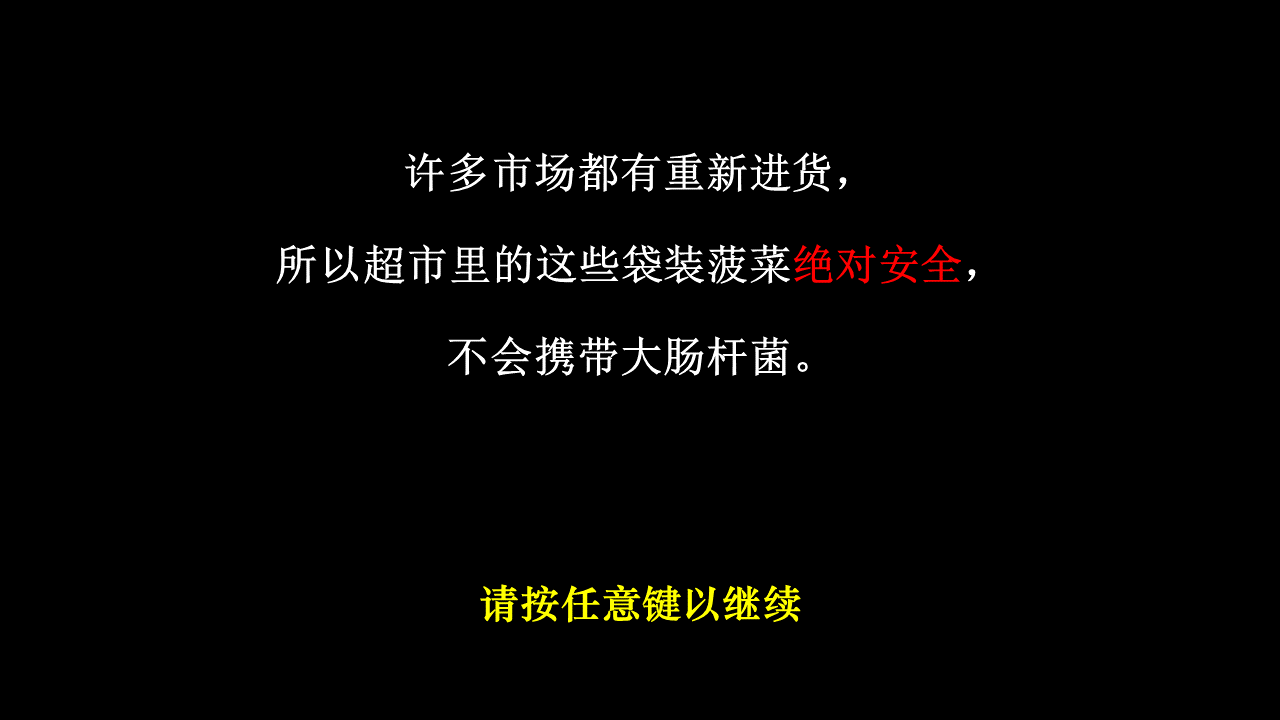 许多市场都有重新进货，
所以超市里的这些袋装菠菜绝对安全，
不会携带大肠杆菌。
请按任意键以继续